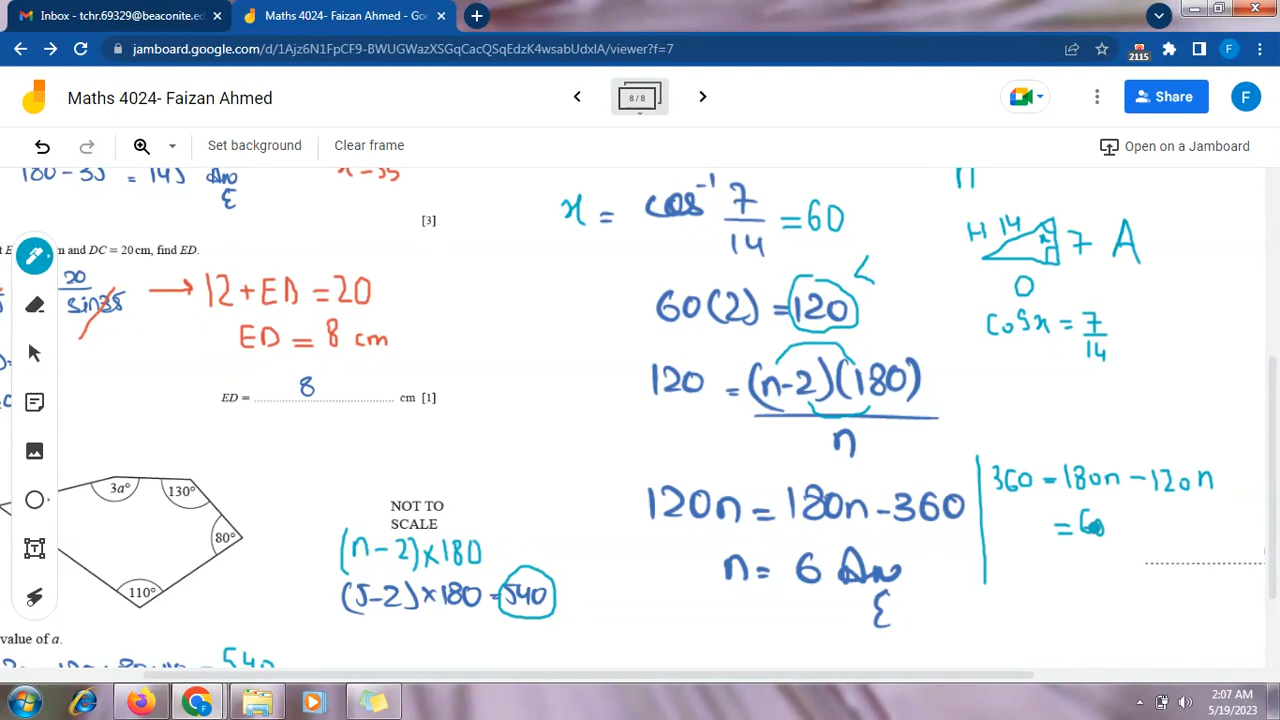 Inbox - tchr.69329@beaconite.ed
Maths 4024- Faizan Ahmed - Goo
jamboard.google.com/d/1Ajz6N1FpCF9-BWUGWazXSGqCacQSqEdzK4wsabUdxlA/viewer?f=7
2115
F
Maths 4024- Faizan Ahmed
8 / 8
Share
F
Set background
Clear frame
Open on a Jamboard
180 - 35 = 145 Ans
x = 35
[3]
cm and DC = 20 cm, find ED.
20
sin35
→ 12 + ED = 20
ED = 8 cm
8
ED = cm [1]
3a°
130°
80°
110°
NOT TO
SCALE
(n - 2) × 180
(5-2) × 180 = 540
value of a.
540
x = cos⁻¹ 7/14 = 60
60(2) = 120
120 = (n-2)(180)
n
120n = 180n - 360
n = 6 Ans
H 14 x 7 A
O
cos x = 7/14
360 = 180n - 120n
= 60
2:07 AM
5/19/2023